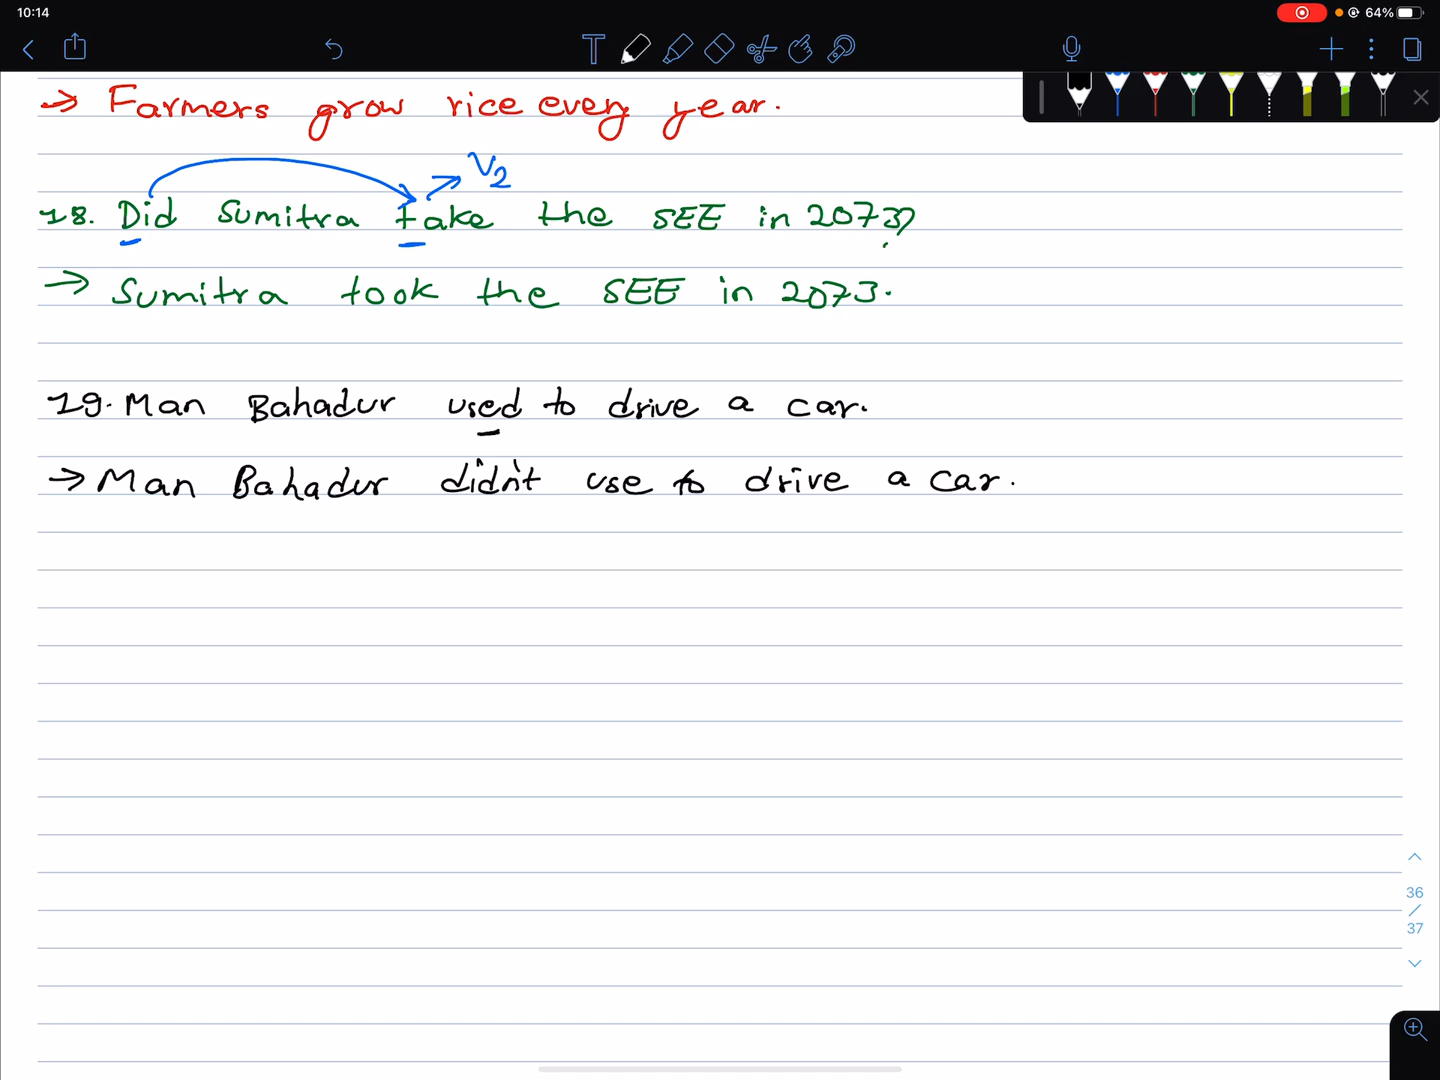 10:14
64%
T
→ Farmers grow rice every year.
V2
18. Did Sumitra take the SEE in 2073?
→ Sumitra took the SEE in 2073.
19. Man Bahadur used to drive a car.
→ Man Bahadur didn't use to drive a car.
36
/
37